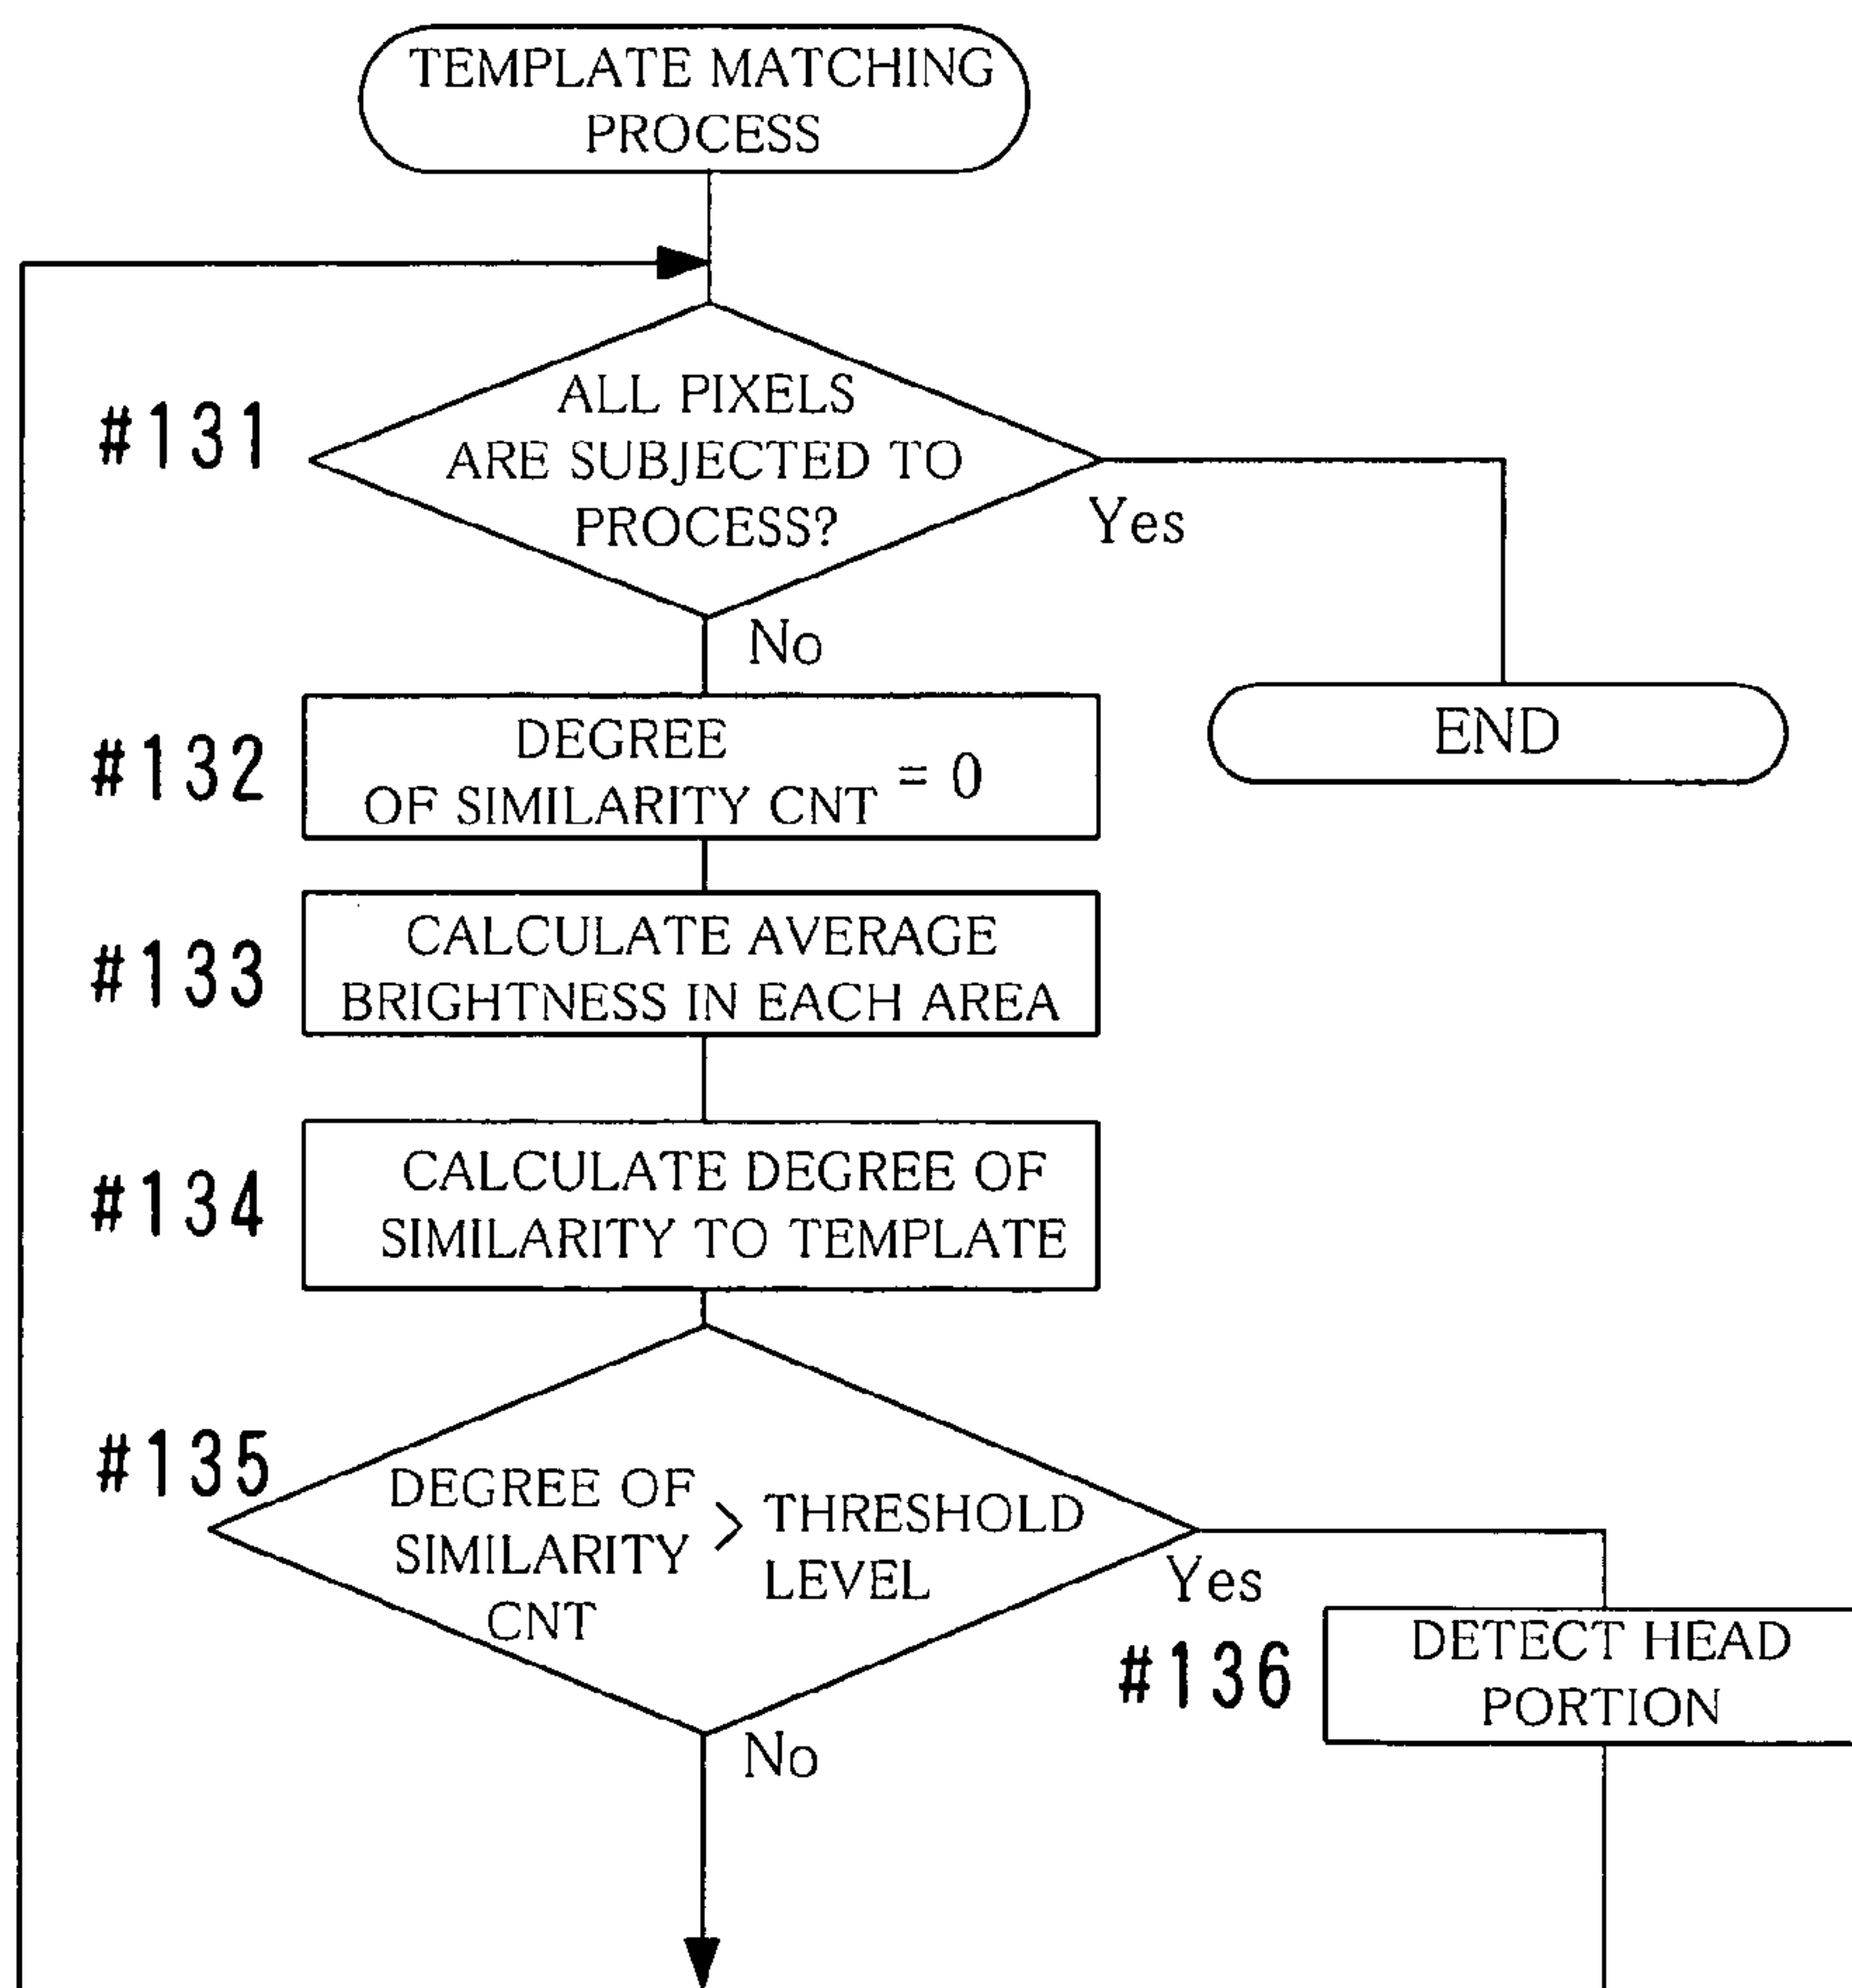 TEMPLATE MATCHING
PROCESS
#131
ALL PIXELS
ARE SUBJECTED TO
PROCESS?
Yes
No
END
#132
DEGREE
OF SIMILARITY CNT = 0
#133
CALCULATE AVERAGE
BRIGHTNESS IN EACH AREA
#134
CALCULATE DEGREE OF
SIMILARITY TO TEMPLATE
#135
DEGREE OF
SIMILARITY
CNT
>
THRESHOLD
LEVEL
Yes
No
#136
DETECT HEAD
PORTION